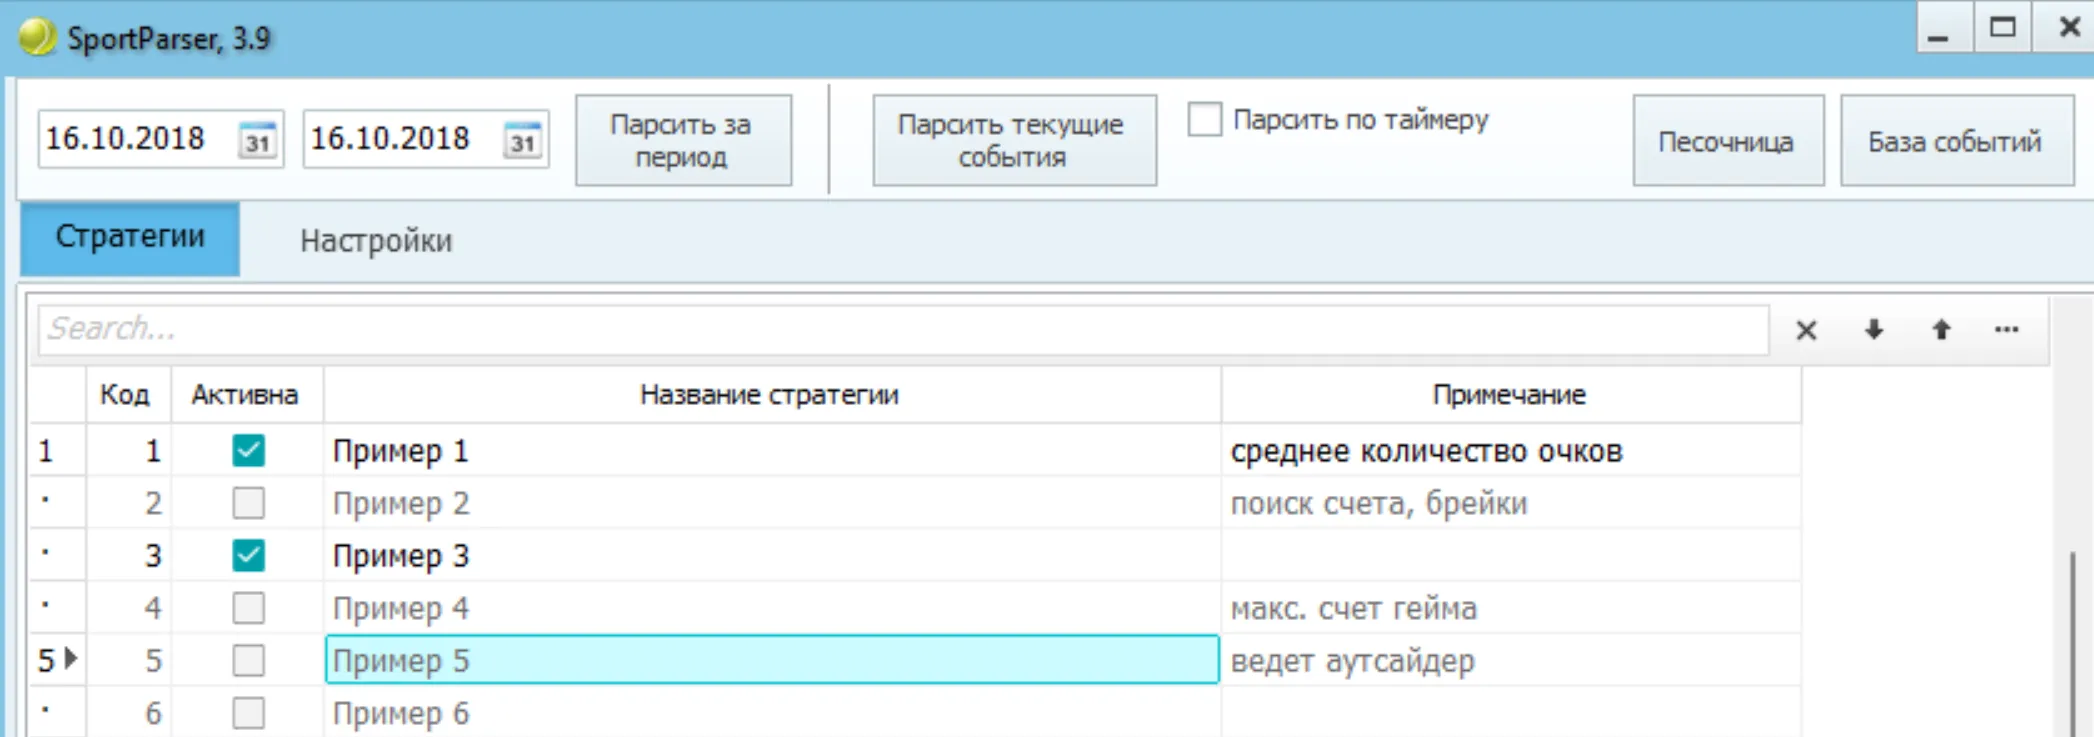 SportParser, 3.9
16.10.2018 31 16.10.2018 31 Парсить за период Парсить текущие события Парсить по таймеру Песочница База событий
Стратегии Настройки
Search...
Код Активна Название стратегии Примечание
1 1 Пример 1 среднее количество очков
2 Пример 2 поиск счета, брейки
3 Пример 3
4 Пример 4 макс. счет гейма
5 5 Пример 5 ведет аутсайдер
6 Пример 6